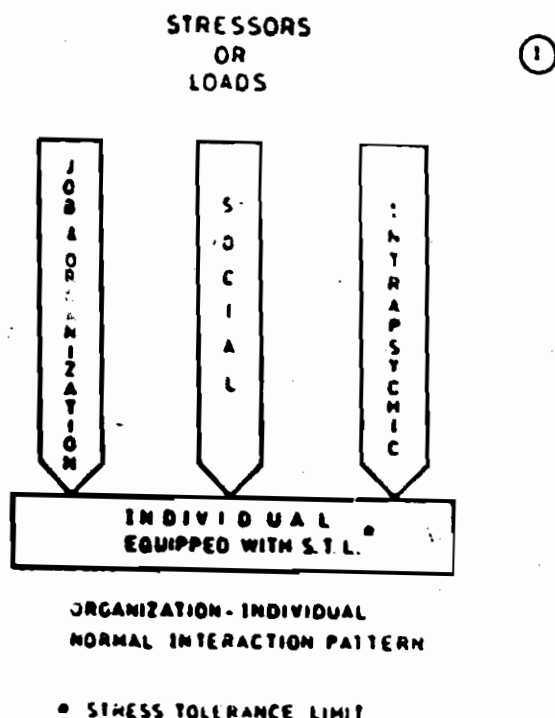 STRESSORS
OR
LOADS
1
JOB & ORGANIZATION
SOCIAL
INTRAPSYCHIC
INDIVIDUAL
EQUIPPED WITH S.T.L.*
ORGANIZATION - INDIVIDUAL
NORMAL INTERACTION PATTERN
* STRESS TOLERANCE LIMIT